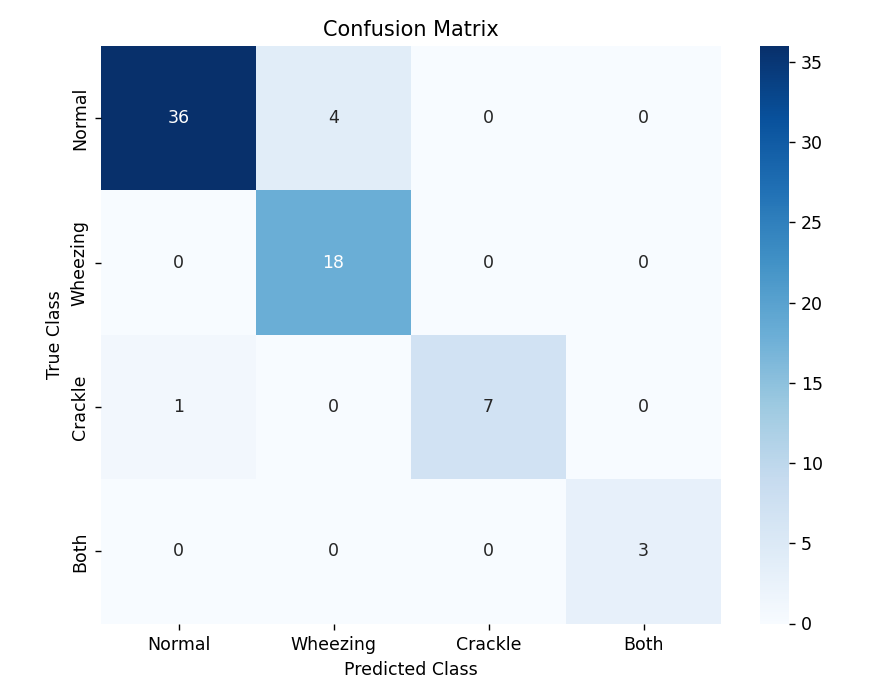 Confusion Matrix
True Class
Normal 36 4 0 0
Wheezing 0 18 0 0
Crackle 1 0 7 0
Both 0 0 0 3
Normal Wheezing Crackle Both
Predicted Class
35
30
25
20
15
10
5
0